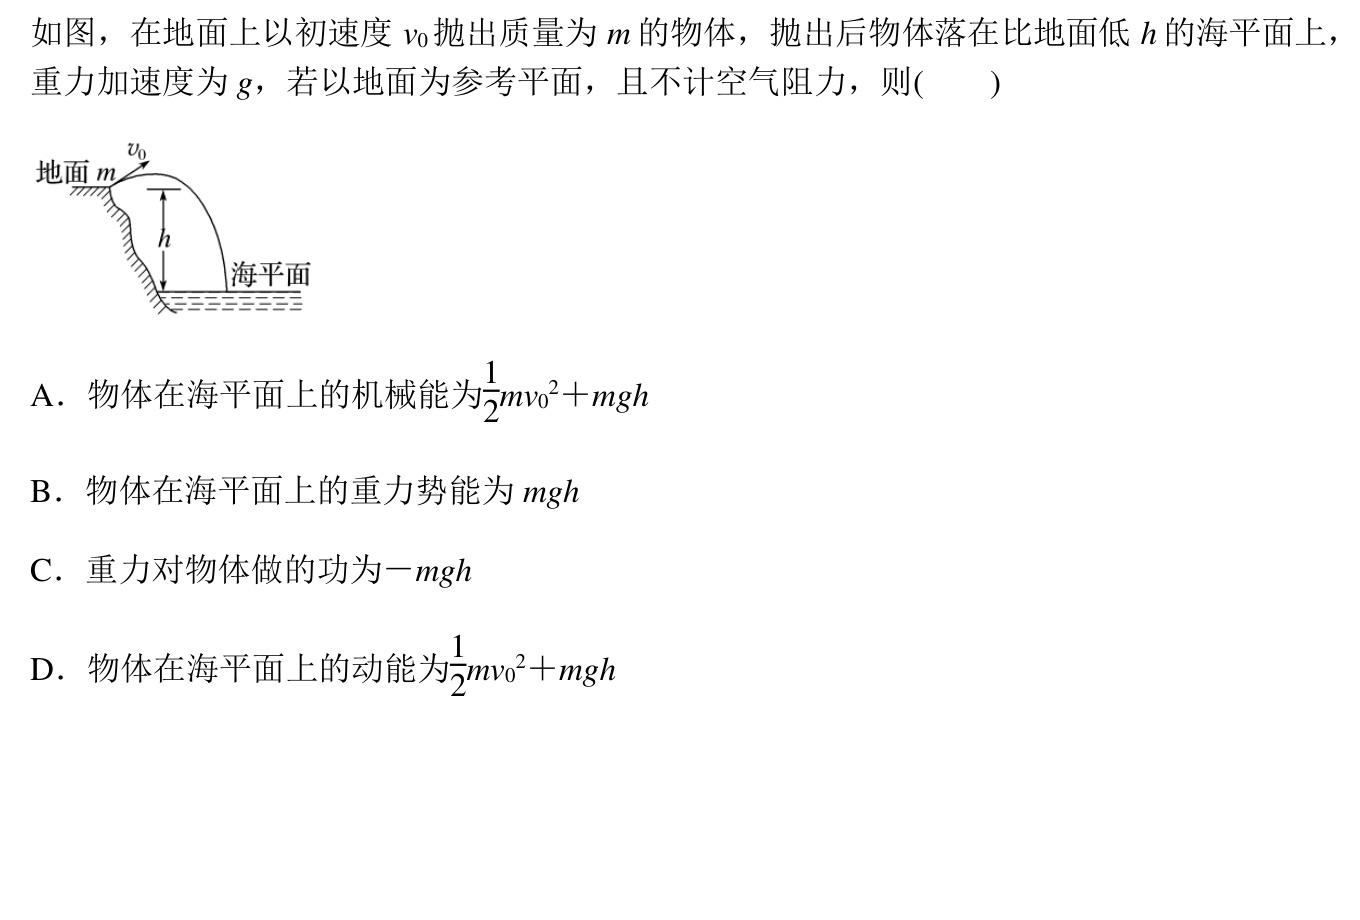 如图，在地面上以初速度 v₀抛出质量为 m 的物体，抛出后物体落在比地面低 h 的海平面上，
重力加速度为 g，若以地面为参考平面，且不计空气阻力，则(　　)
v₀
地面 m
h
海平面
A．物体在海平面上的机械能为1/2mv₀²＋mgh
B．物体在海平面上的重力势能为 mgh
C．重力对物体做的功为－mgh
D．物体在海平面上的动能为1/2mv₀²＋mgh